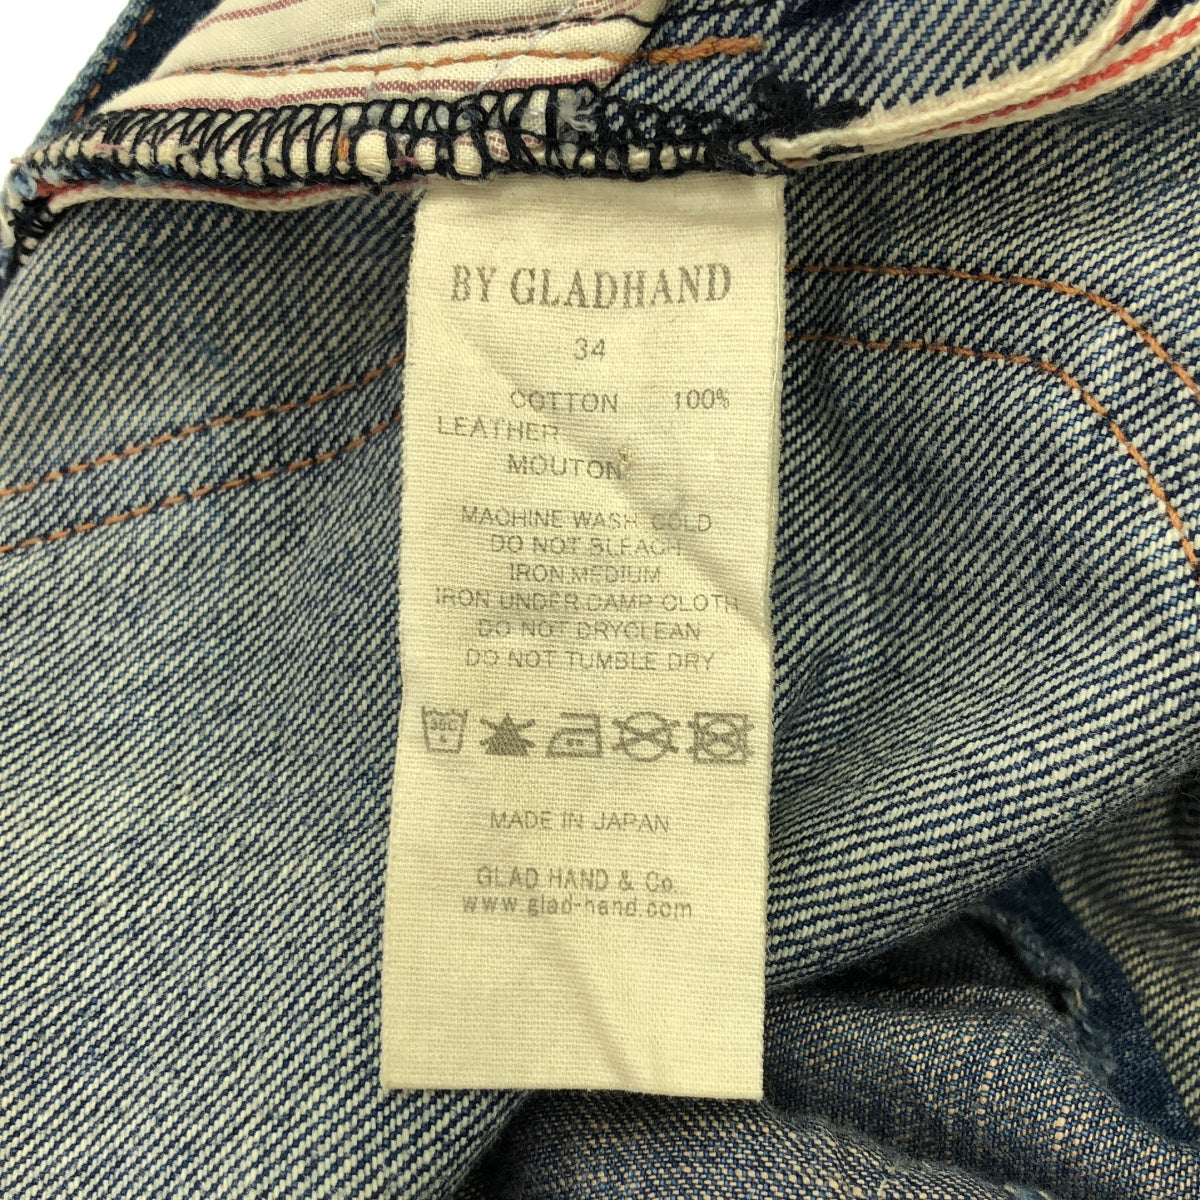 BY GLADHAND
34
COTTON 100%
LEATHER
MOUTON
MACHINE WASH COLD
DO NOT BLEACH
IRON MEDIUM
IRON UNDER DAMP CLOTH
DO NOT DRYCLEAN
DO NOT TUMBLE DRY
MADE IN JAPAN
GLAD HAND & Co.
www.glad-hand.com